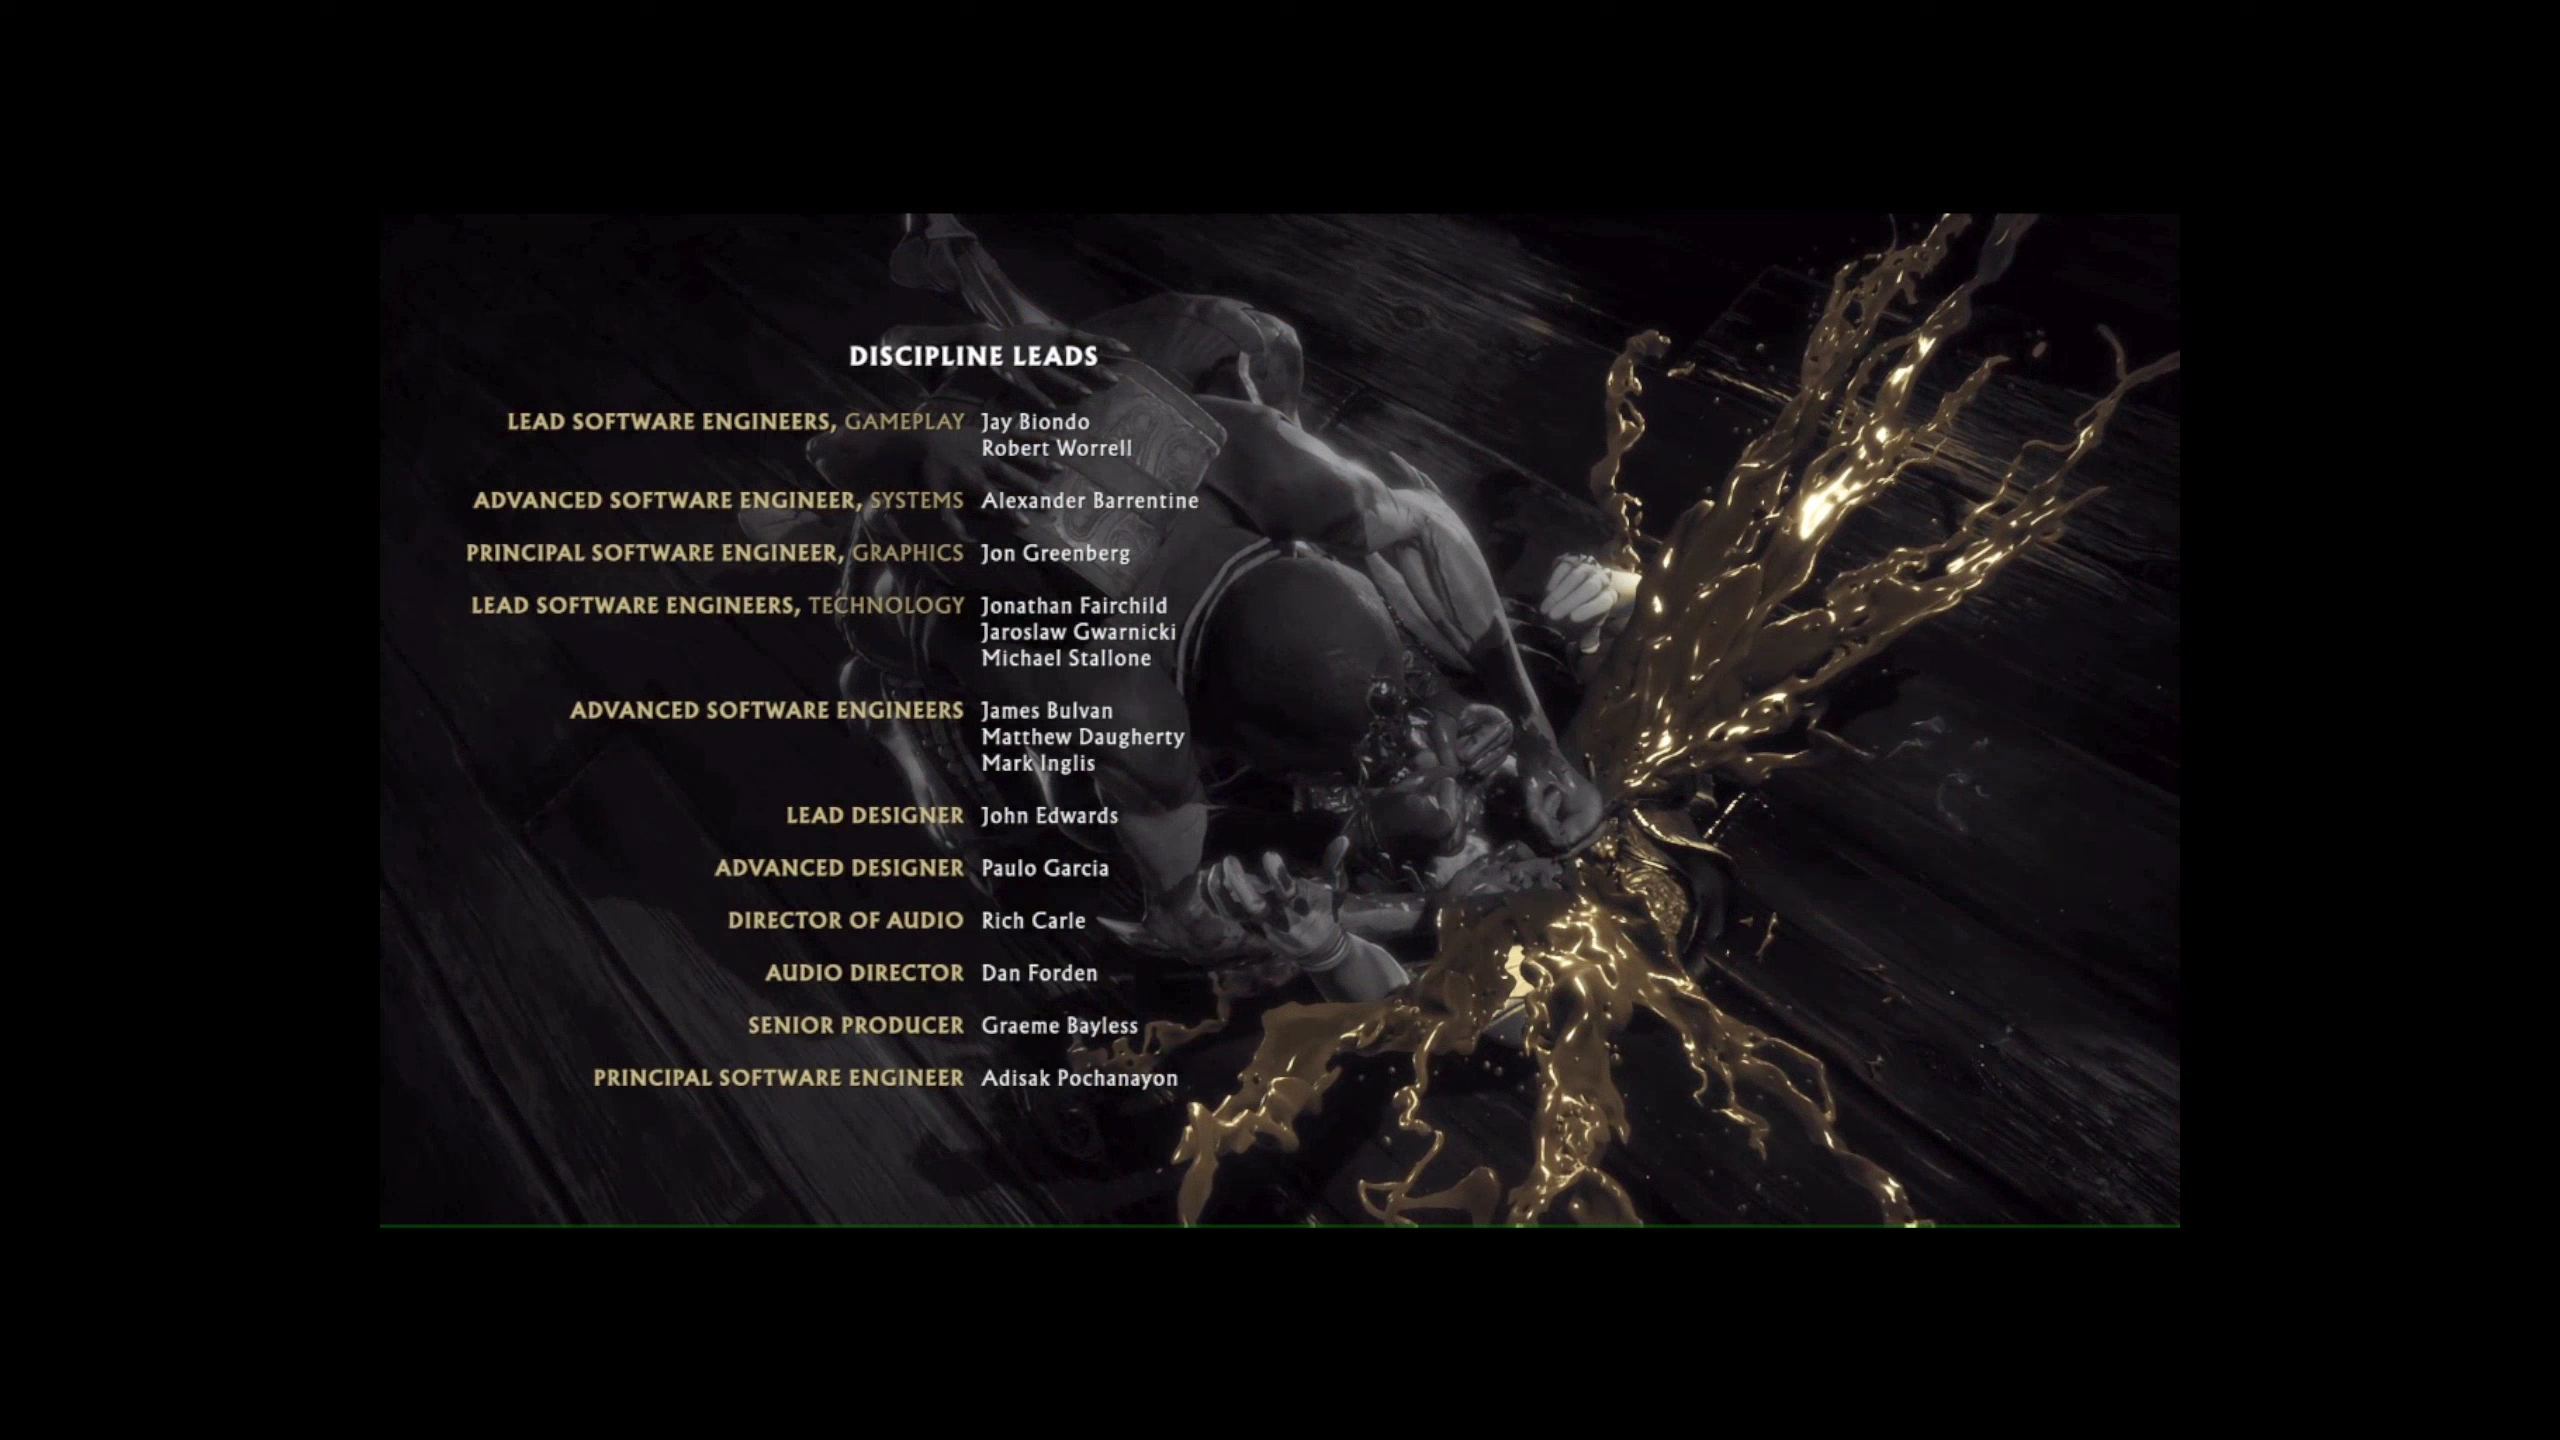 DISCIPLINE LEADS
LEAD SOFTWARE ENGINEERS, GAMEPLAY Jay Biondo
Robert Worrell
ADVANCED SOFTWARE ENGINEER, SYSTEMS Alexander Barrentine
PRINCIPAL SOFTWARE ENGINEER, GRAPHICS Jon Greenberg
LEAD SOFTWARE ENGINEERS, TECHNOLOGY Jonathan Fairchild
Jaroslaw Gwarnicki
Michael Stallone
ADVANCED SOFTWARE ENGINEERS James Bulvan
Matthew Daugherty
Mark Inglis
LEAD DESIGNER John Edwards
ADVANCED DESIGNER Paulo Garcia
DIRECTOR OF AUDIO Rich Carle
AUDIO DIRECTOR Dan Forden
SENIOR PRODUCER Graeme Bayless
PRINCIPAL SOFTWARE ENGINEER Adisak Pochanayon